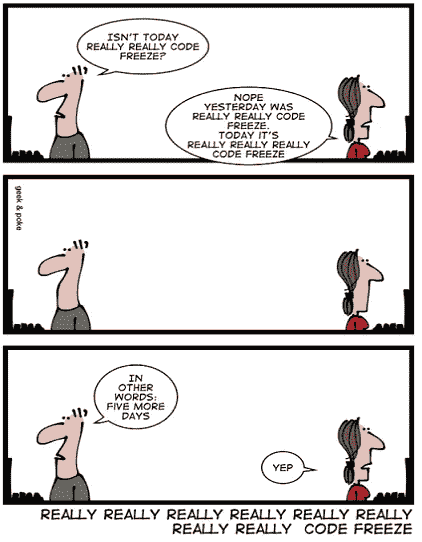 ISN'T TODAY
REALLY REALLY CODE
FREEZE?
NOPE
YESTERDAY WAS
REALLY REALLY CODE
FREEZE.
TODAY IT'S
REALLY REALLY REALLY
CODE FREEZE
geek & poke
IN
OTHER
WORDS:
FIVE MORE
DAYS
YEP
REALLY REALLY REALLY REALLY REALLY REALLY
REALLY REALLY CODE FREEZE